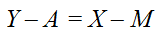 Y − A = X − M